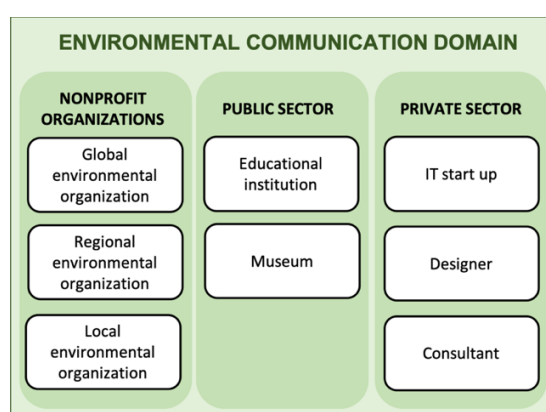 ENVIRONMENTAL COMMUNICATION DOMAIN
NONPROFIT
ORGANIZATIONS
Global
environmental
organization
Regional
environmental
organization
Local
environmental
organization
PUBLIC SECTOR
Educational
institution
Museum
PRIVATE SECTOR
IT start up
Designer
Consultant